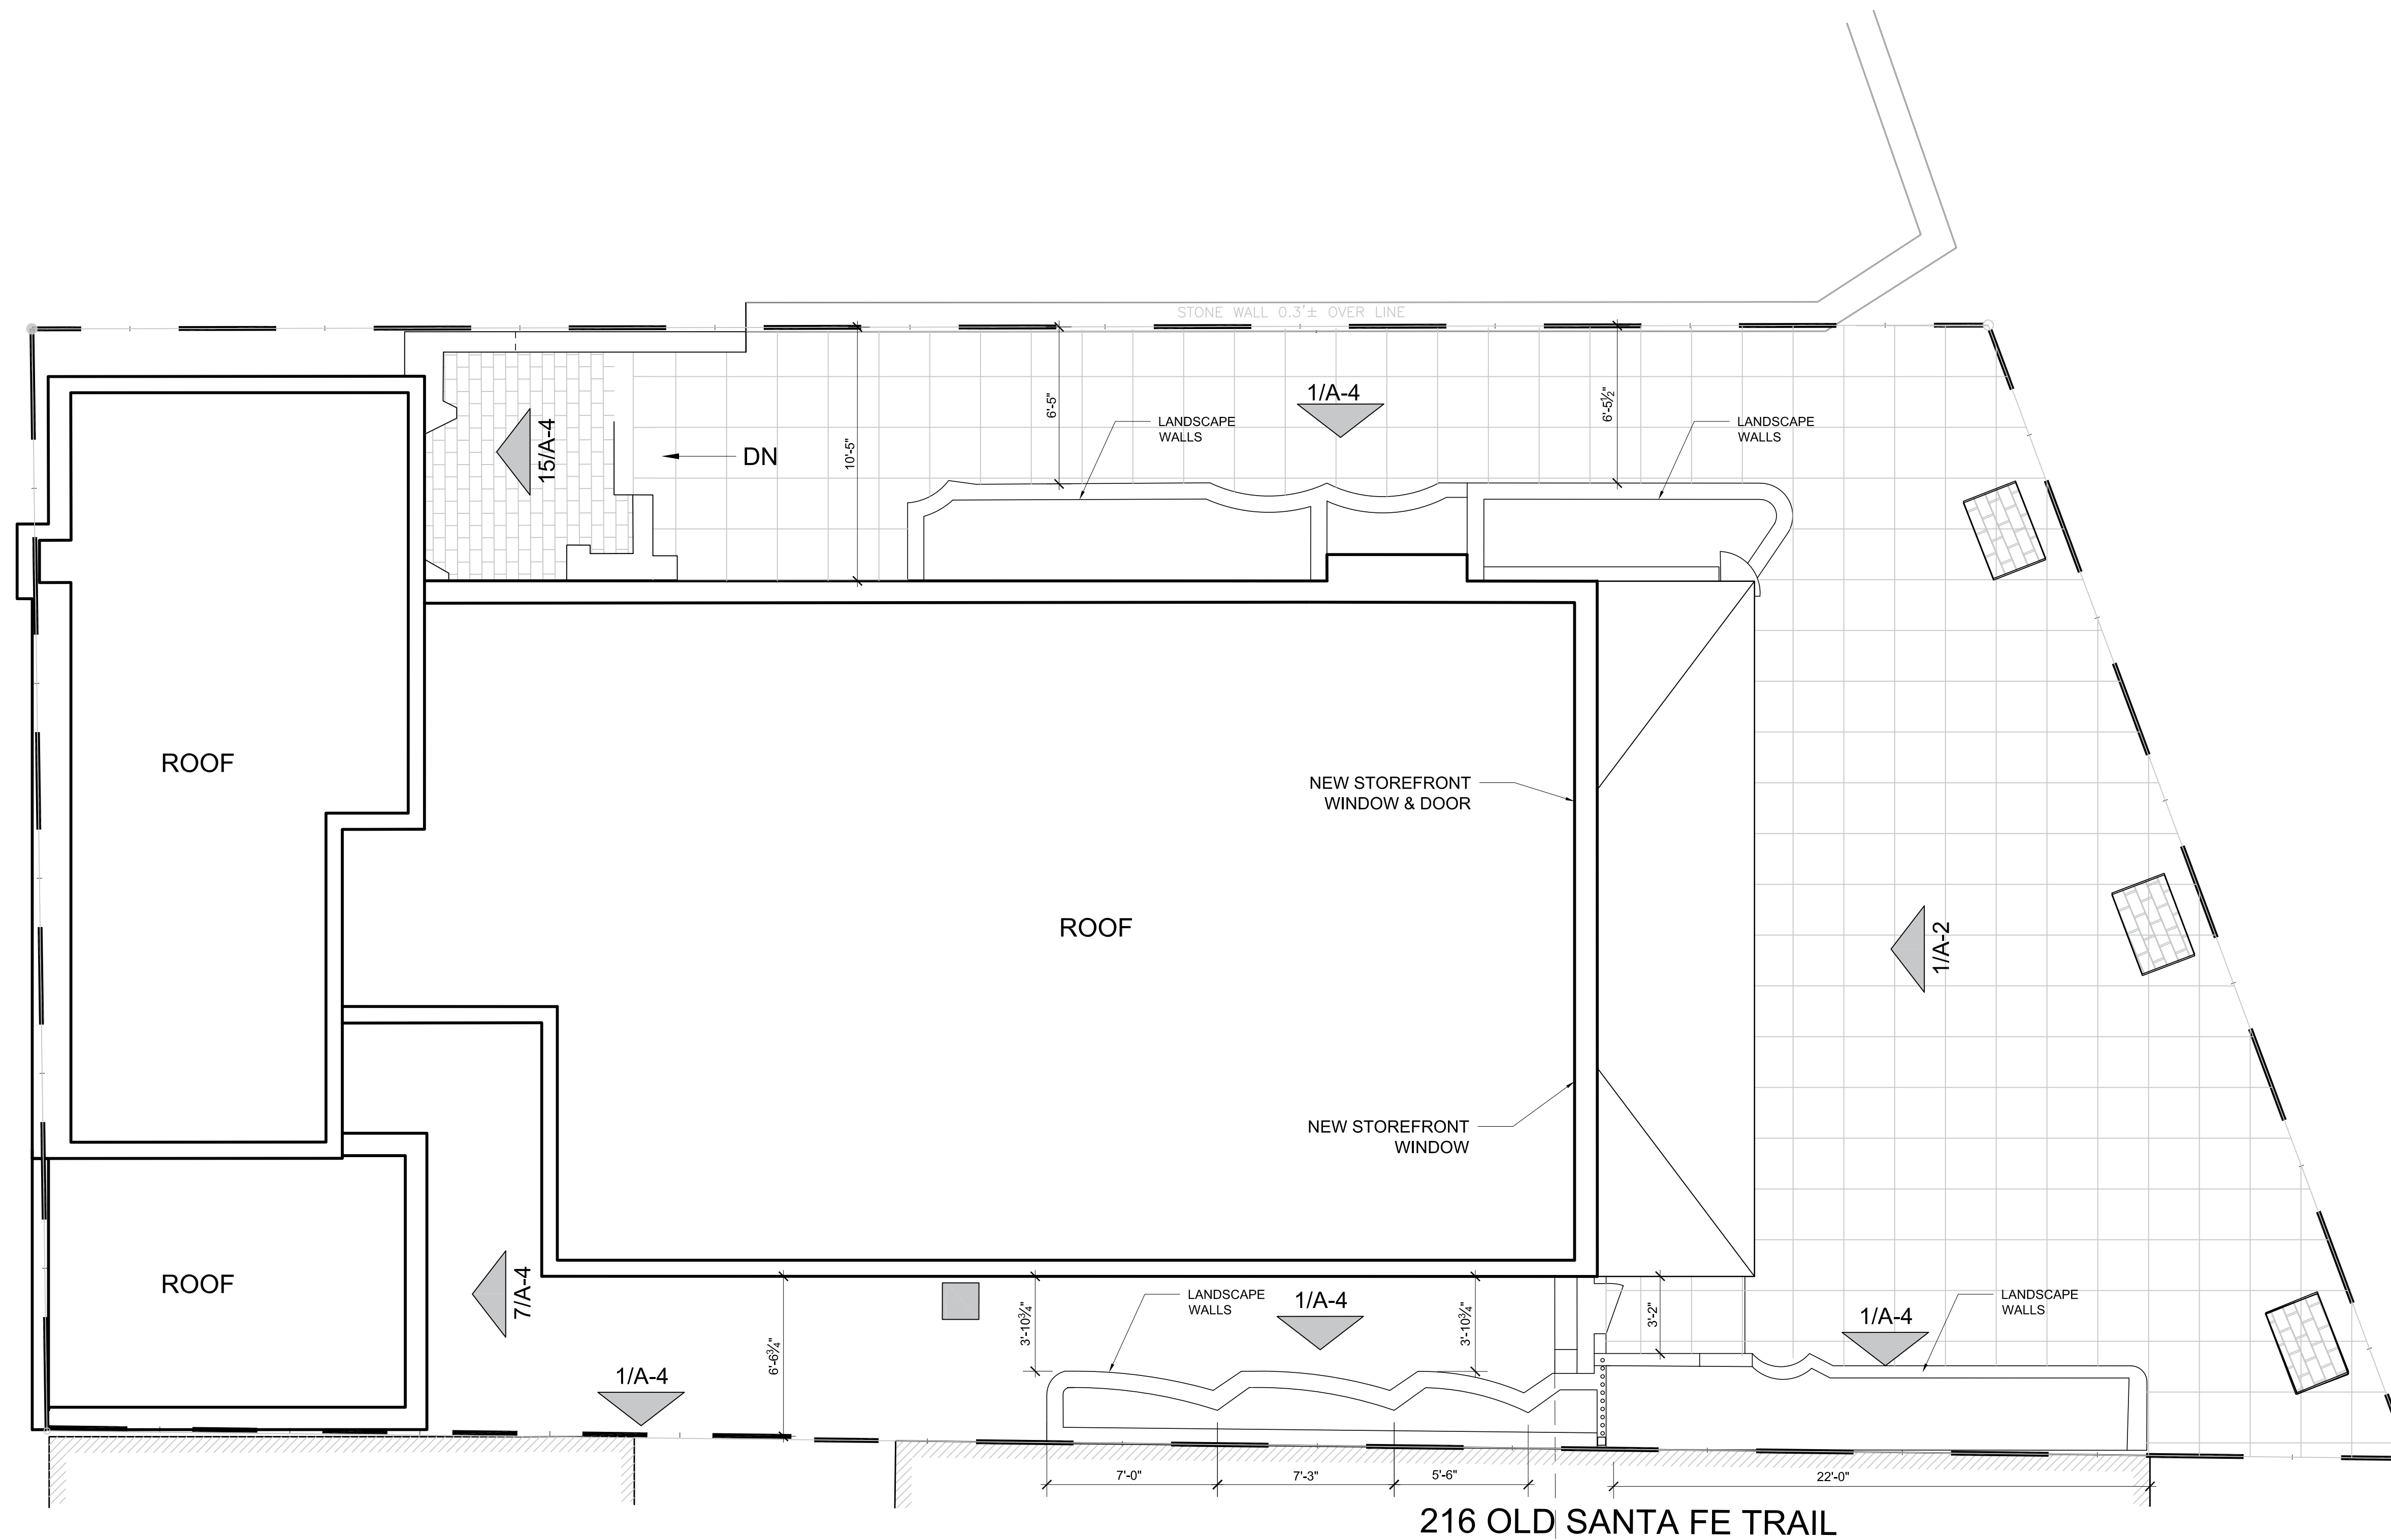 STONE WALL 0.3'± OVER LINE
1/A-4
6'-5"
6'-5½"
LANDSCAPE
WALLS
LANDSCAPE
WALLS
15/A-4
DN
10'-5"
ROOF
NEW STOREFRONT
WINDOW & DOOR
ROOF
1/A-2
NEW STOREFRONT
WINDOW
ROOF
7/A-4
LANDSCAPE
WALLS
1/A-4
3'-10¾"
3'-10¾"
3'-2"
LANDSCAPE
WALLS
1/A-4
6'-6¾"
1/A-4
7'-0"
7'-3"
5'-6"
22'-0"
216 OLD SANTA FE TRAIL